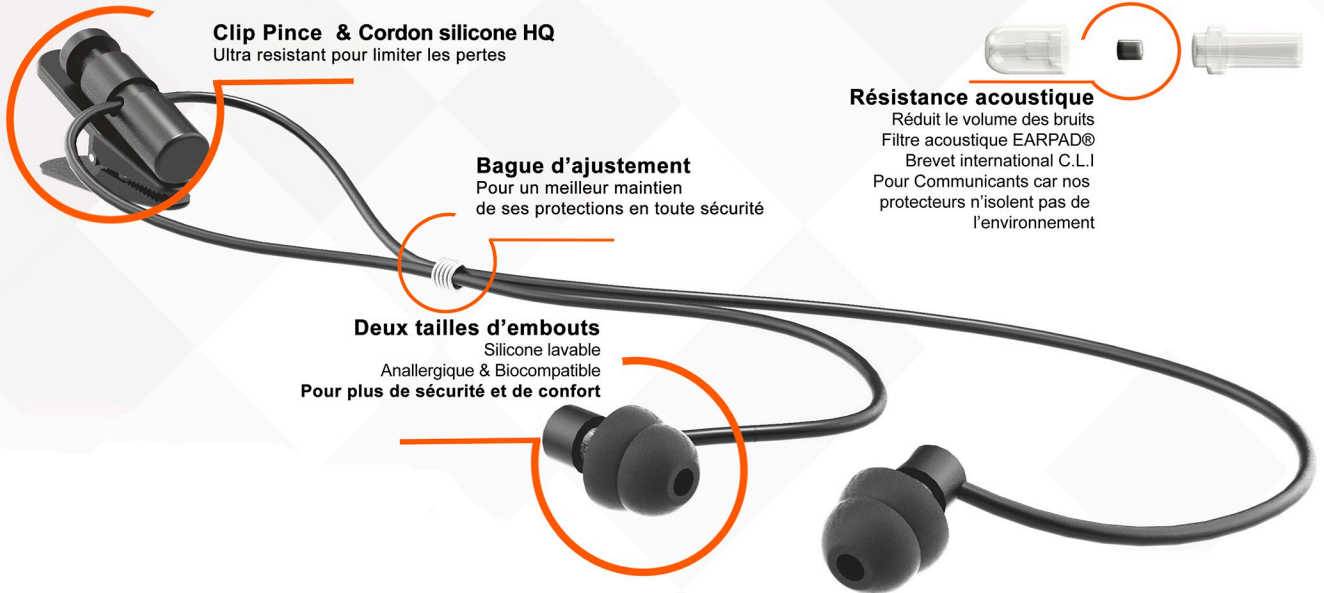 Clip Pince & Cordon silicone HQ
Ultra resistant pour limiter les pertes
Résistance acoustique
Réduit le volume des bruits
Filtre acoustique EARPAD®
Brevet international C.L.I
Pour Communicants car nos
protecteurs n'isolent pas de
l'environnement
Bague d'ajustement
Pour un meilleur maintien
de ses protections en toute sécurité
Deux tailles d'embouts
Silicone lavable
Anallergique & Biocompatible
Pour plus de sécurité et de confort